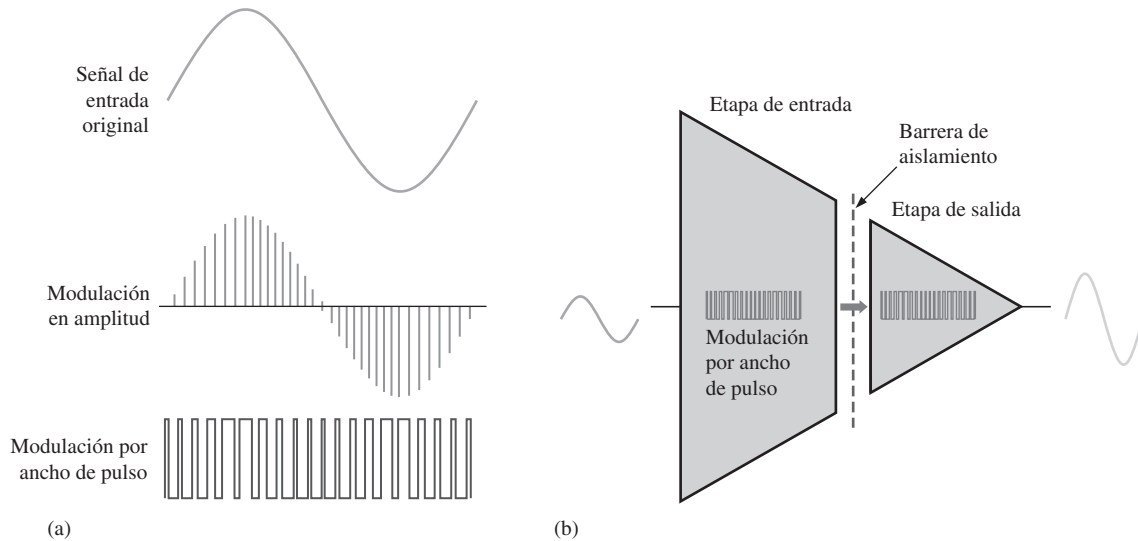 Señal de
entrada
original
Modulación
en amplitud
Modulación por
ancho de pulso
(a)
Etapa de entrada
Barrera de
aislamiento
Etapa de salida
Modulación
por ancho
de pulso
(b)